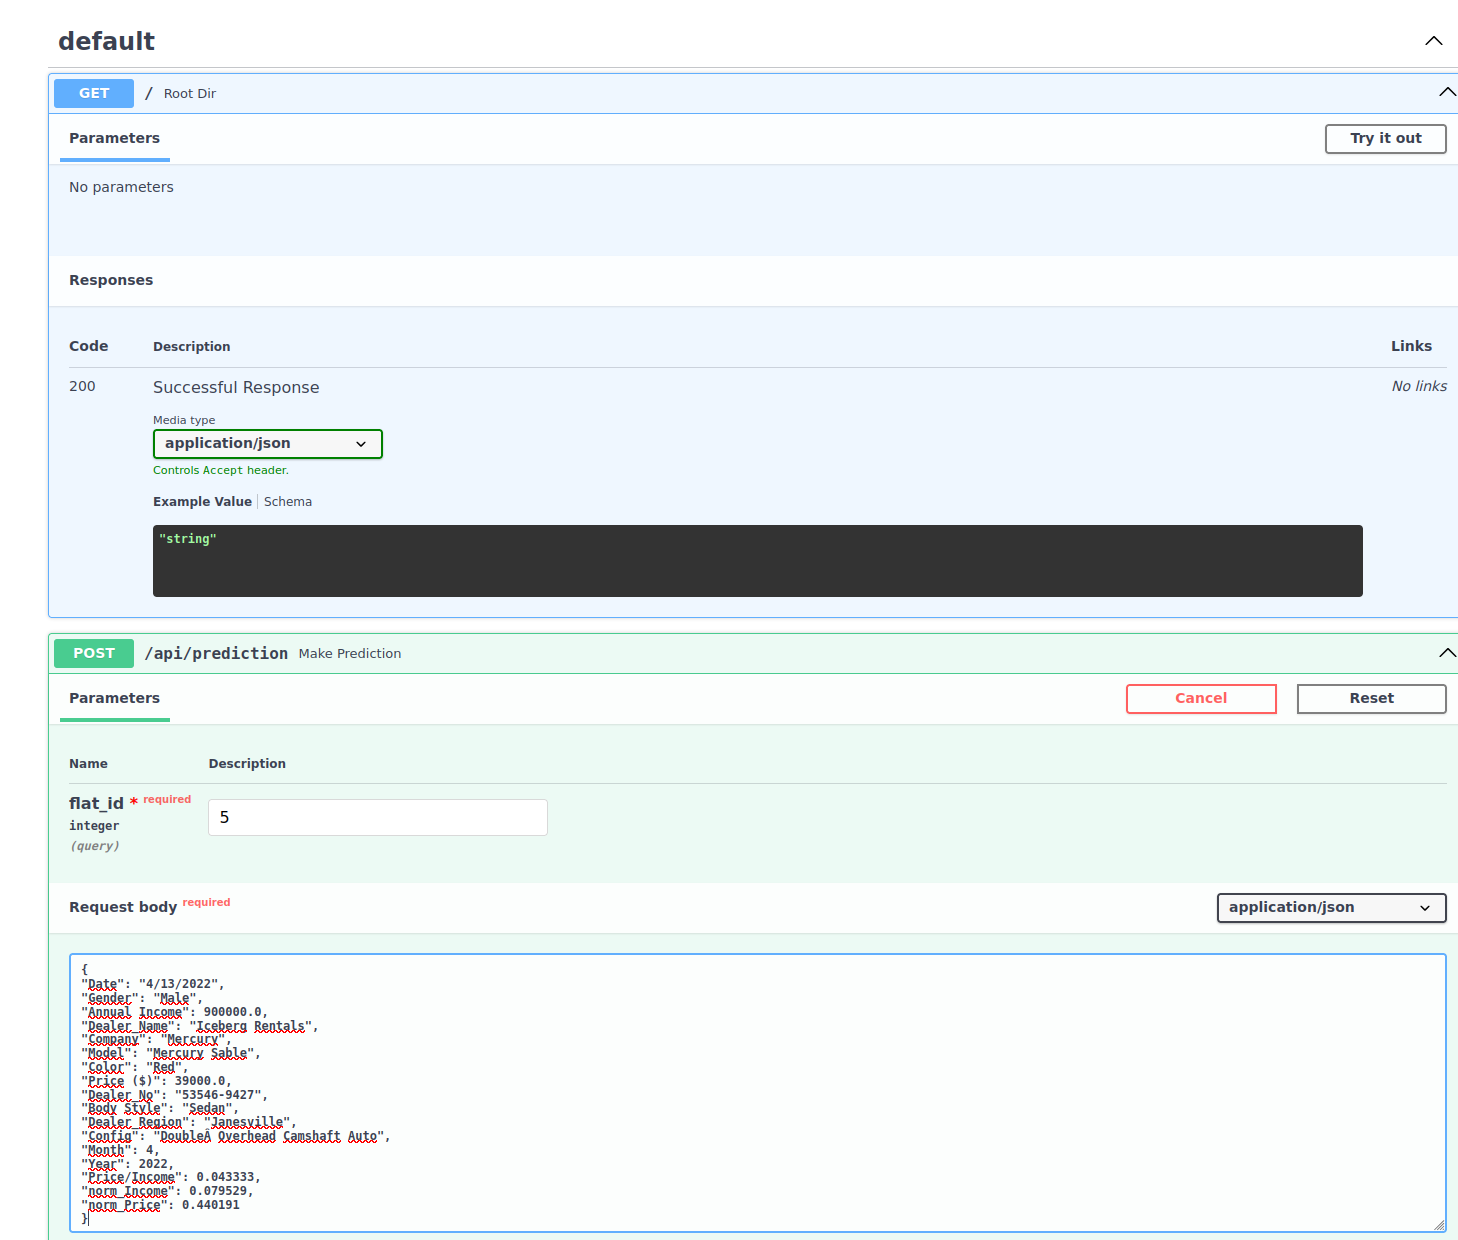 default
GET / Root Dir
Parameters
Try it out
No parameters
Responses
Code Description Links
200 Successful Response No links
Media type
application/json
Controls Accept header.
Example Value Schema
"string"
POST /api/prediction Make Prediction
Parameters
Cancel Reset
Name Description
flat_id * required
integer
(query)
5
Request body required
application/json
{
"Date": "4/13/2022",
"Gender": "Male",
"Annual Income": 900000.0,
"Dealer_Name": "Iceberg Rentals",
"Company": "Mercury",
"Model": "Mercury Sable",
"Color": "Red",
"Price ($)": 39000.0,
"Dealer_No": "53546-9427",
"Body Style": "Sedan",
"Dealer_Region": "Janesville",
"Config": "DoubleÂ Overhead Camshaft Auto",
"Month": 4,
"Year": 2022,
"Price/Income": 0.043333,
"norm_Income": 0.079529,
"norm_Price": 0.440191
}